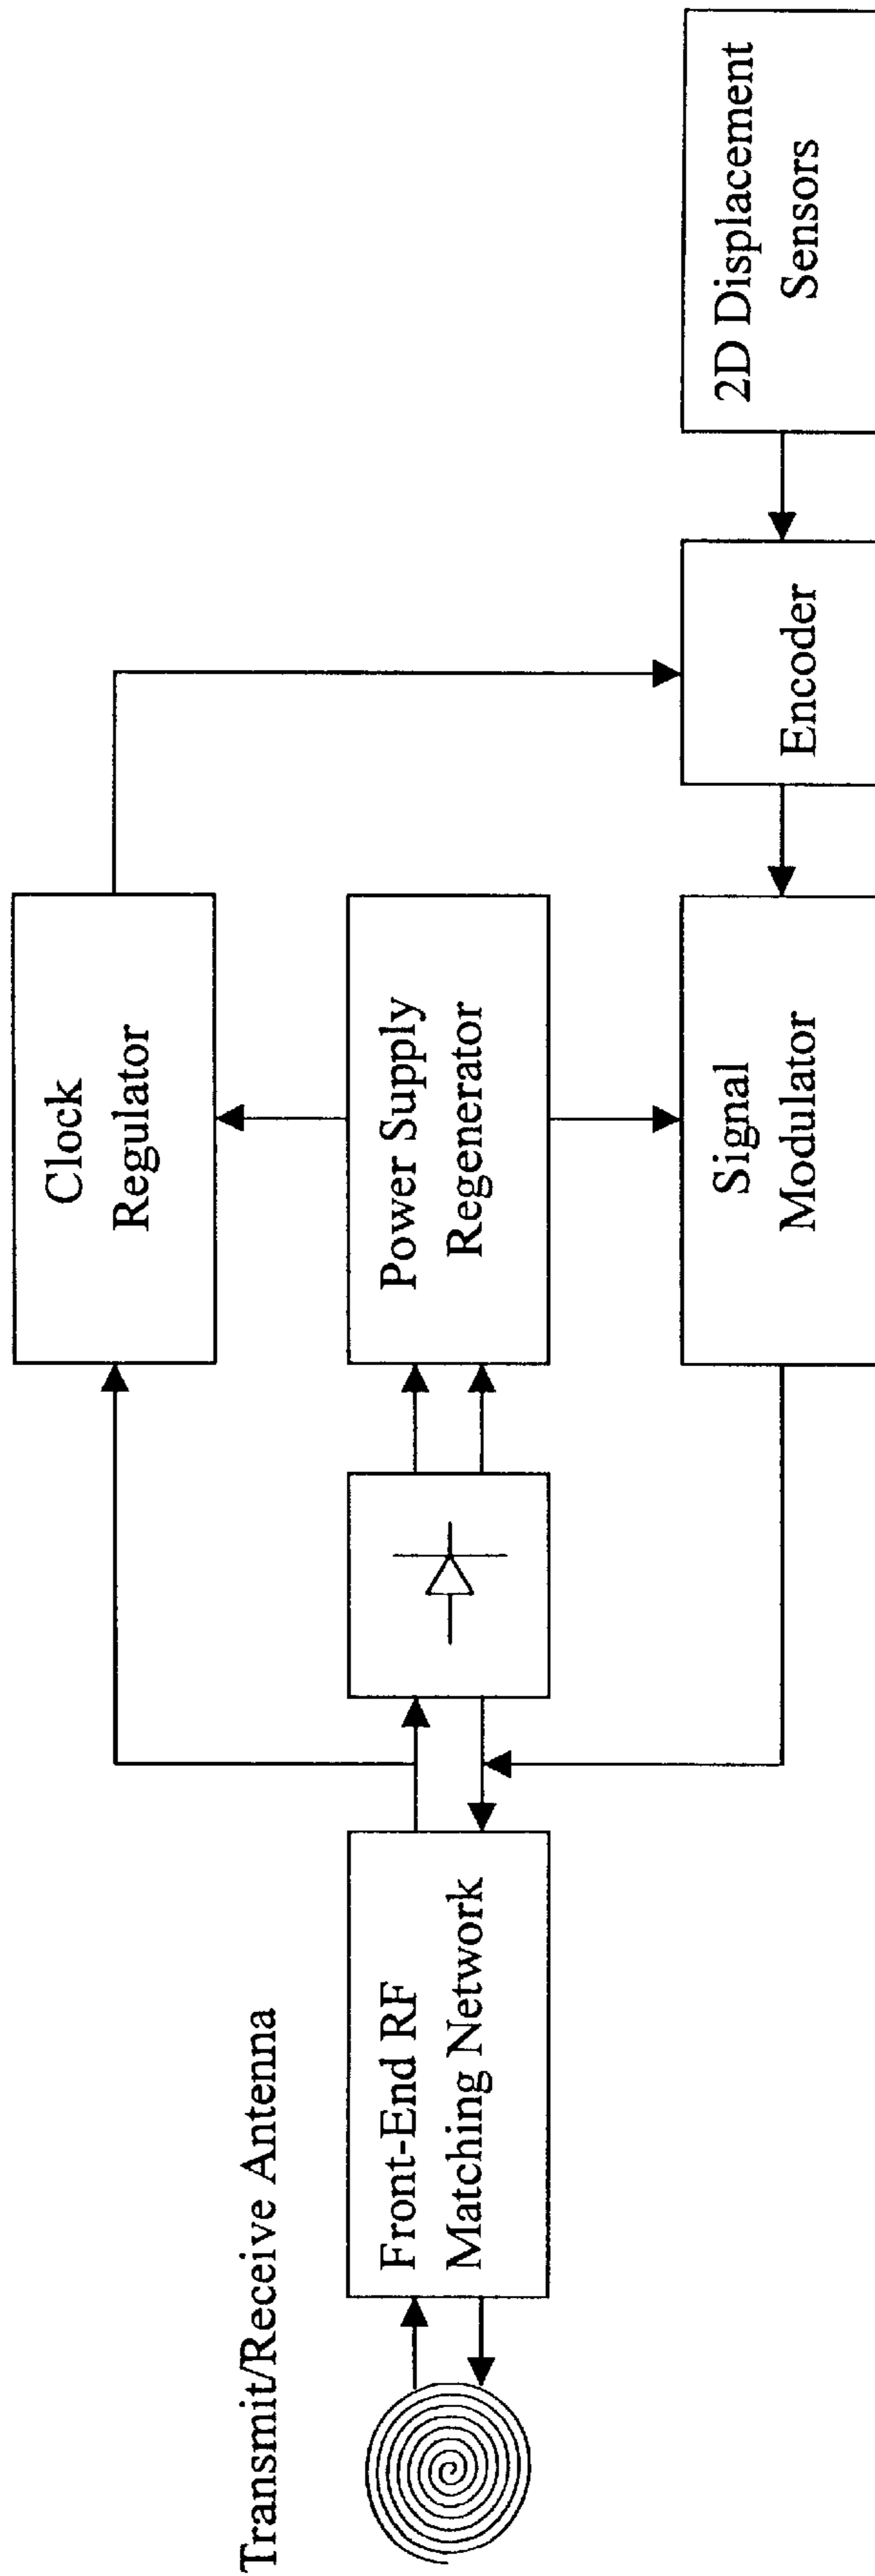 Transmit/Receive Antenna
Front-End RF
Matching Network
Clock
Regulator
Power Supply
Regenerator
Signal
Modulator
Encoder
2D Displacement
Sensors